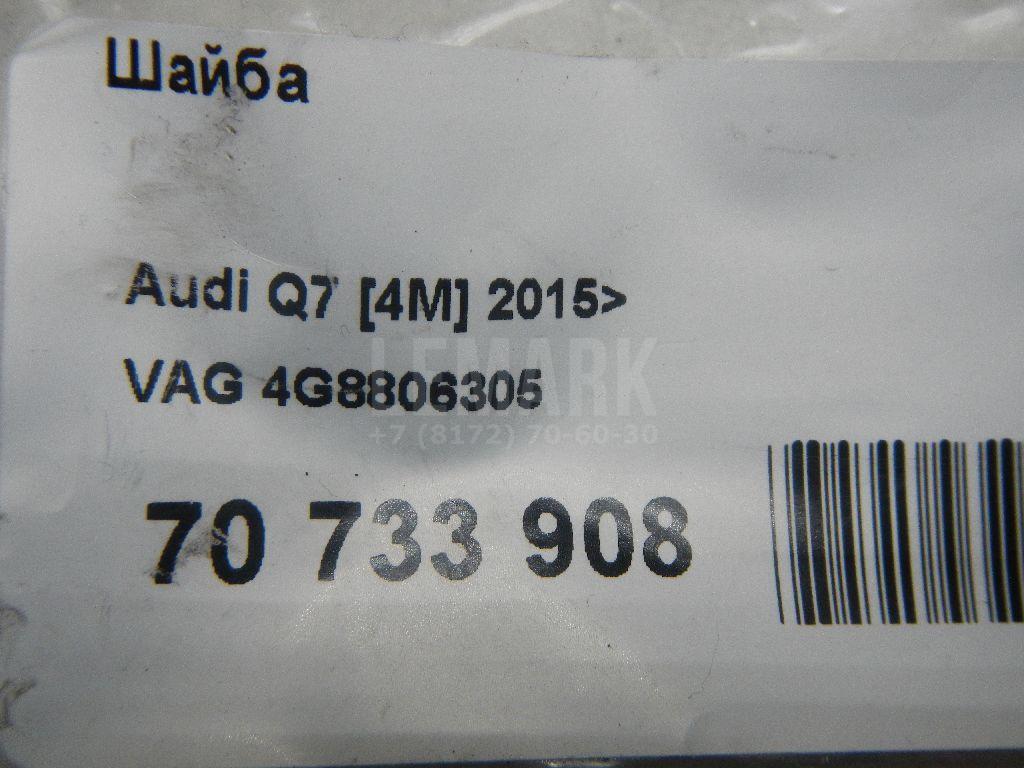 Шайба
Audi Q7 [4M] 2015>
VAG 4G8806305
LEMARK
+7 (8172) 70-60-30
70 733 908